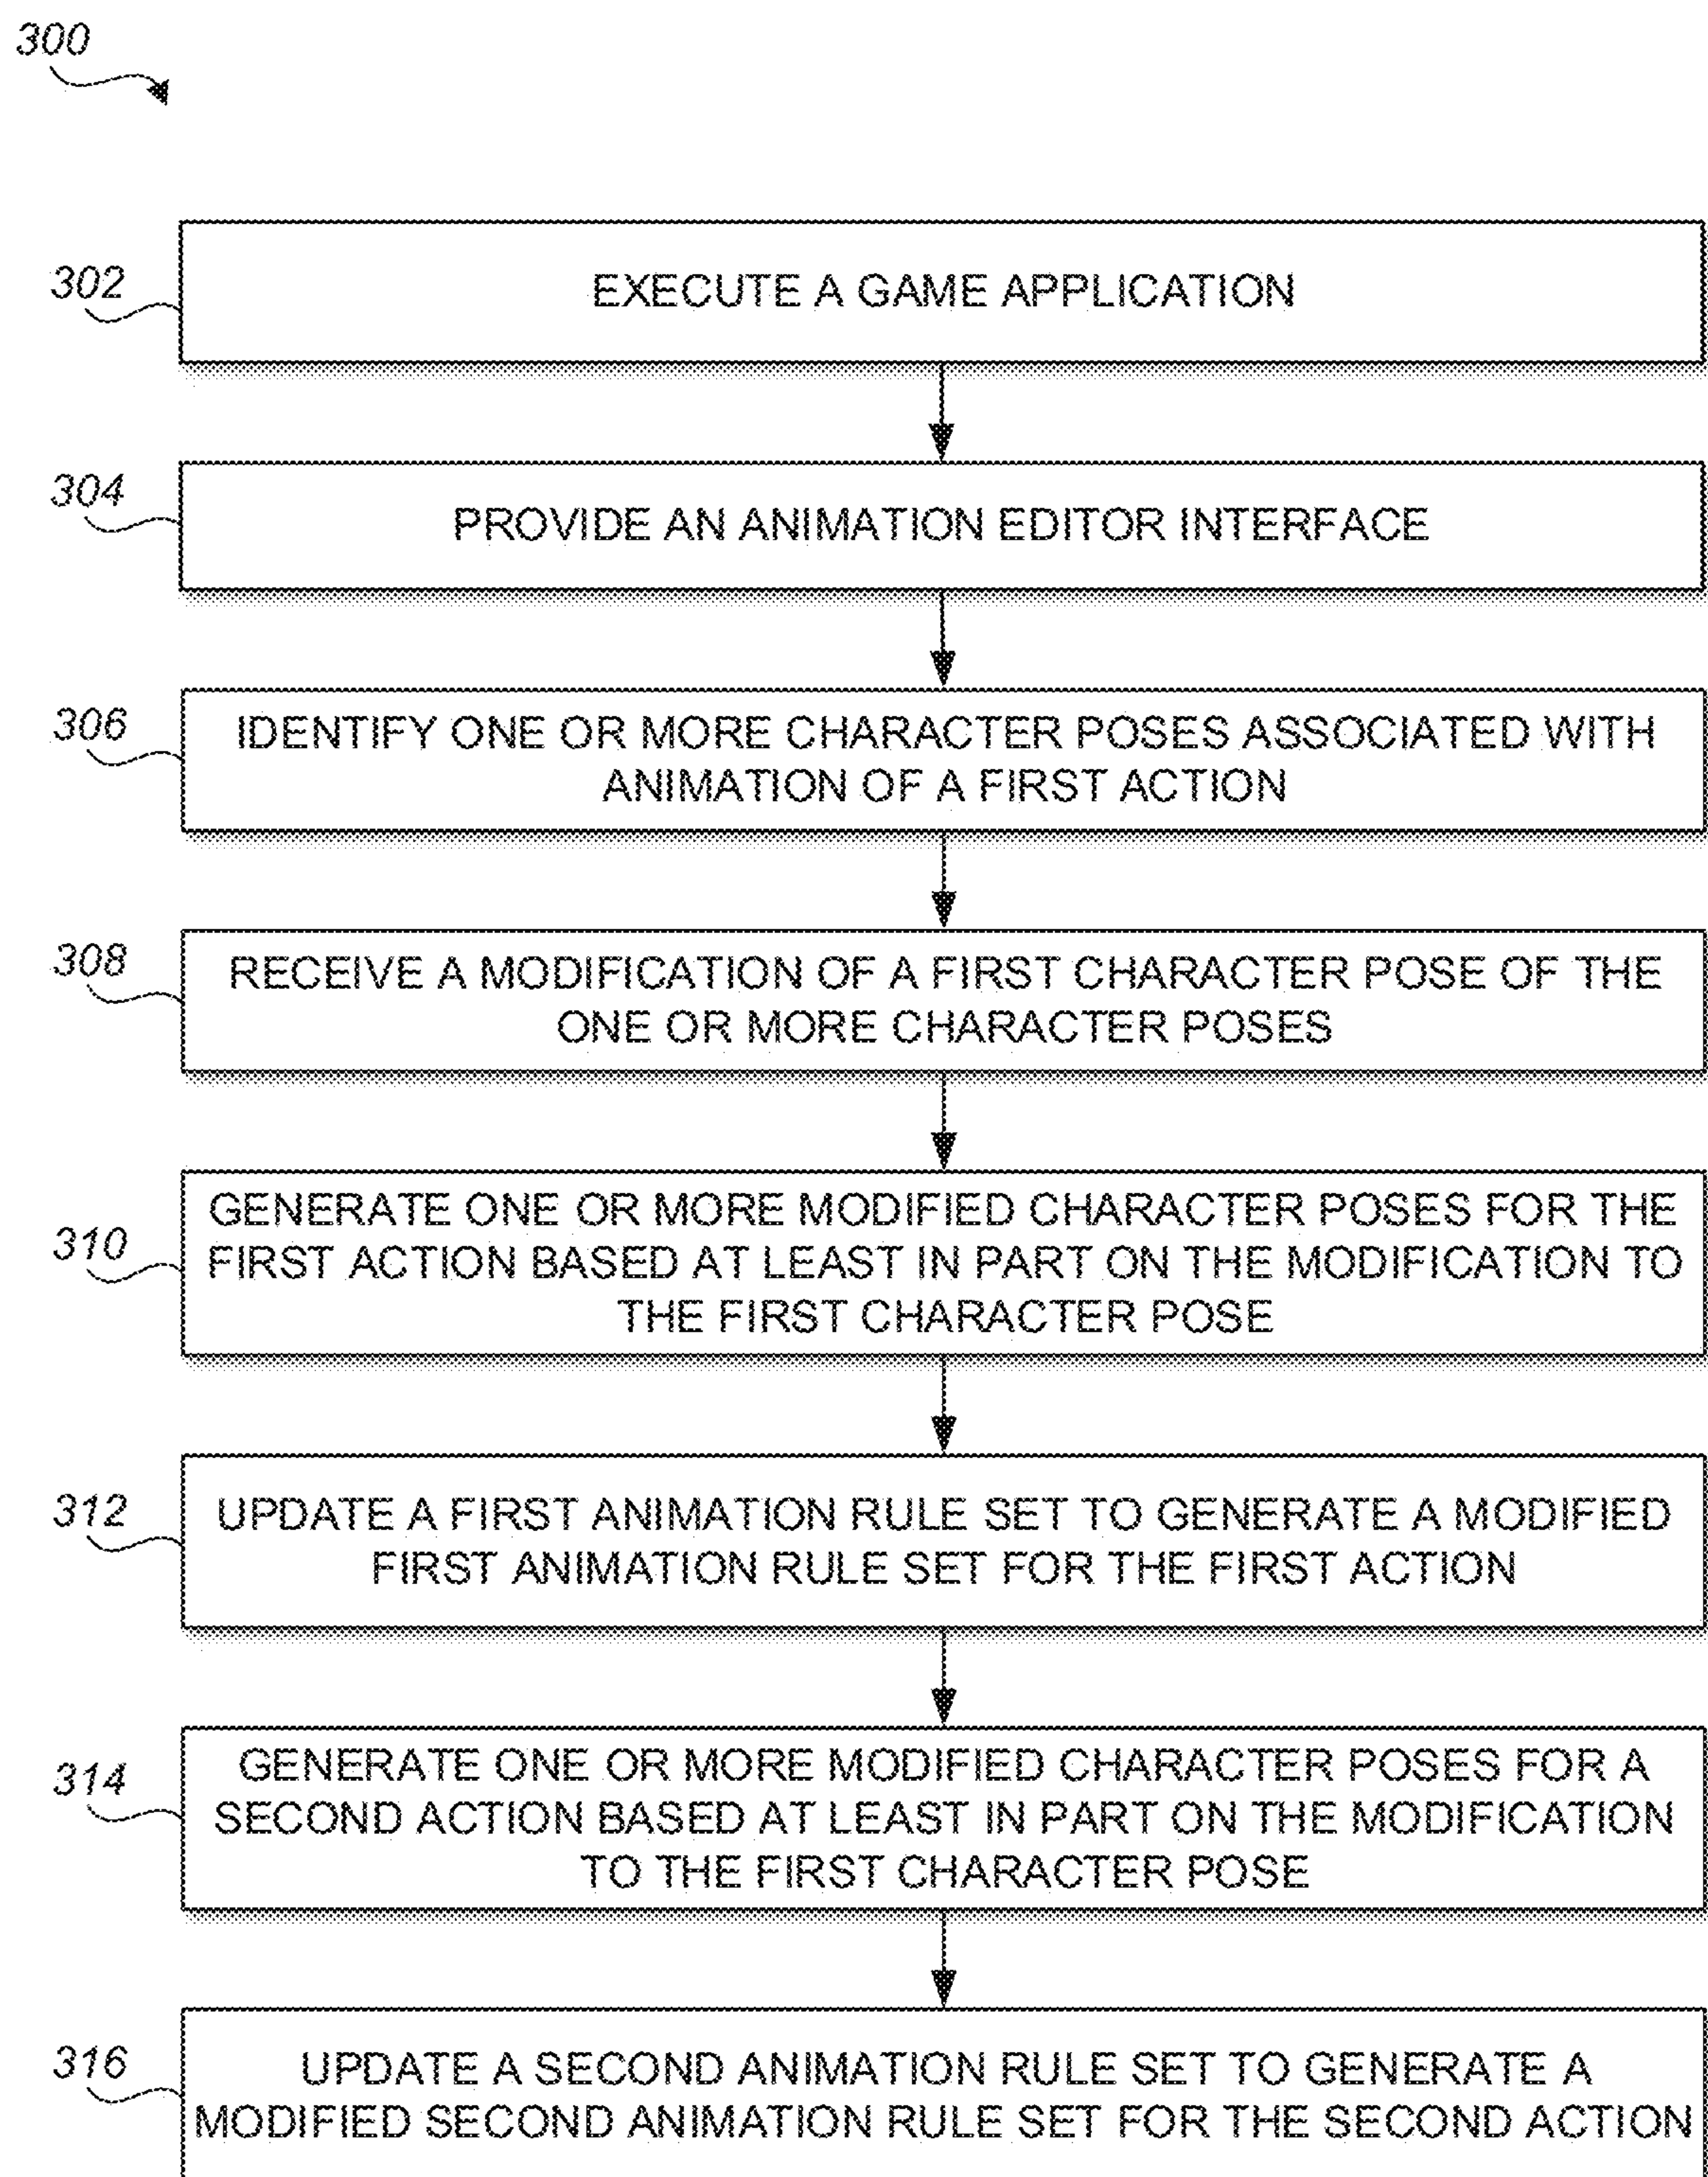 300
302
EXECUTE A GAME APPLICATION
304
PROVIDE AN ANIMATION EDITOR INTERFACE
306
IDENTIFY ONE OR MORE CHARACTER POSES ASSOCIATED WITH
ANIMATION OF A FIRST ACTION
308
RECEIVE A MODIFICATION OF A FIRST CHARACTER POSE OF THE
ONE OR MORE CHARACTER POSES
310
GENERATE ONE OR MORE MODIFIED CHARACTER POSES FOR THE
FIRST ACTION BASED AT LEAST IN PART ON THE MODIFICATION TO
THE FIRST CHARACTER POSE
312
UPDATE A FIRST ANIMATION RULE SET TO GENERATE A MODIFIED
FIRST ANIMATION RULE SET FOR THE FIRST ACTION
314
GENERATE ONE OR MORE MODIFIED CHARACTER POSES FOR A
SECOND ACTION BASED AT LEAST IN PART ON THE MODIFICATION
TO THE FIRST CHARACTER POSE
316
UPDATE A SECOND ANIMATION RULE SET TO GENERATE A
MODIFIED SECOND ANIMATION RULE SET FOR THE SECOND ACTION